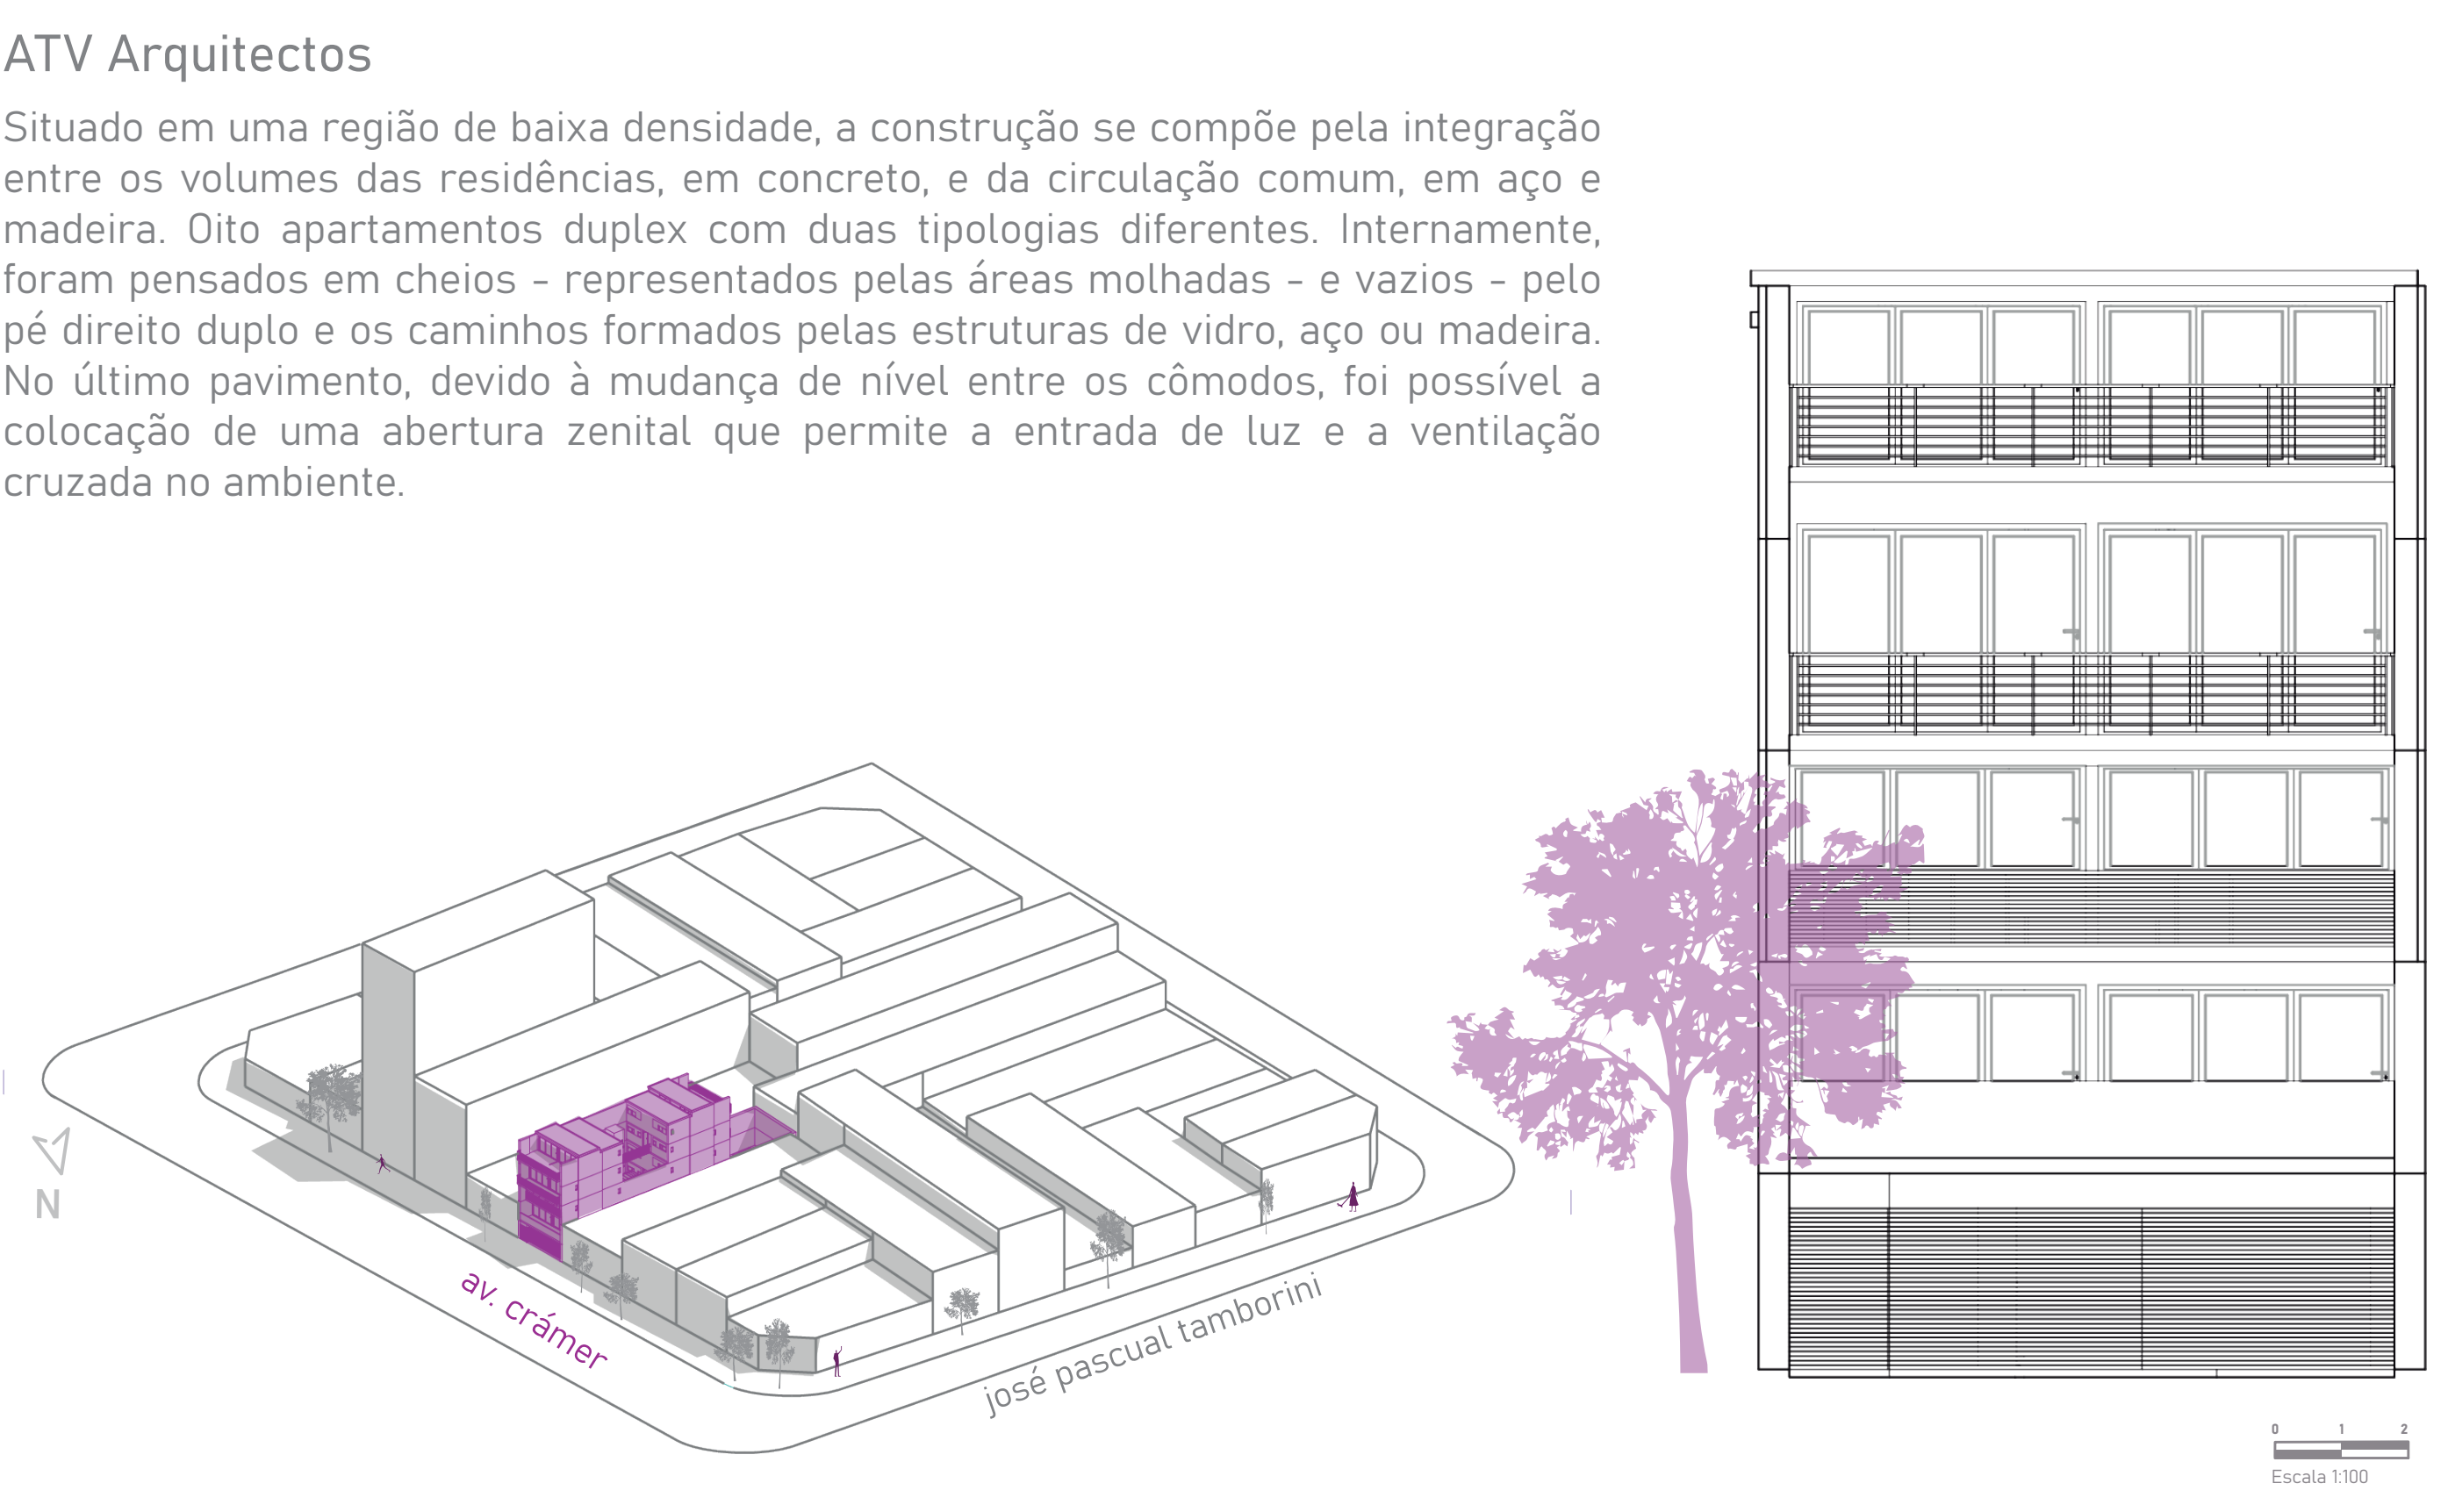 ATV Arquitectos
Situado em uma região de baixa densidade, a construção se compõe pela integração
entre os volumes das residências, em concreto, e da circulação comum, em aço e
madeira. Oito apartamentos duplex com duas tipologias diferentes. Internamente,
foram pensados em cheios - representados pelas áreas molhadas - e vazios - pelo
pé direito duplo e os caminhos formados pelas estruturas de vidro, aço ou madeira.
No último pavimento, devido à mudança de nível entre os cômodos, foi possível a
colocação de uma abertura zenital que permite a entrada de luz e a ventilação
cruzada no ambiente.
N
av. crámer
josé pascual tamborini
0 1 2
Escala 1:100